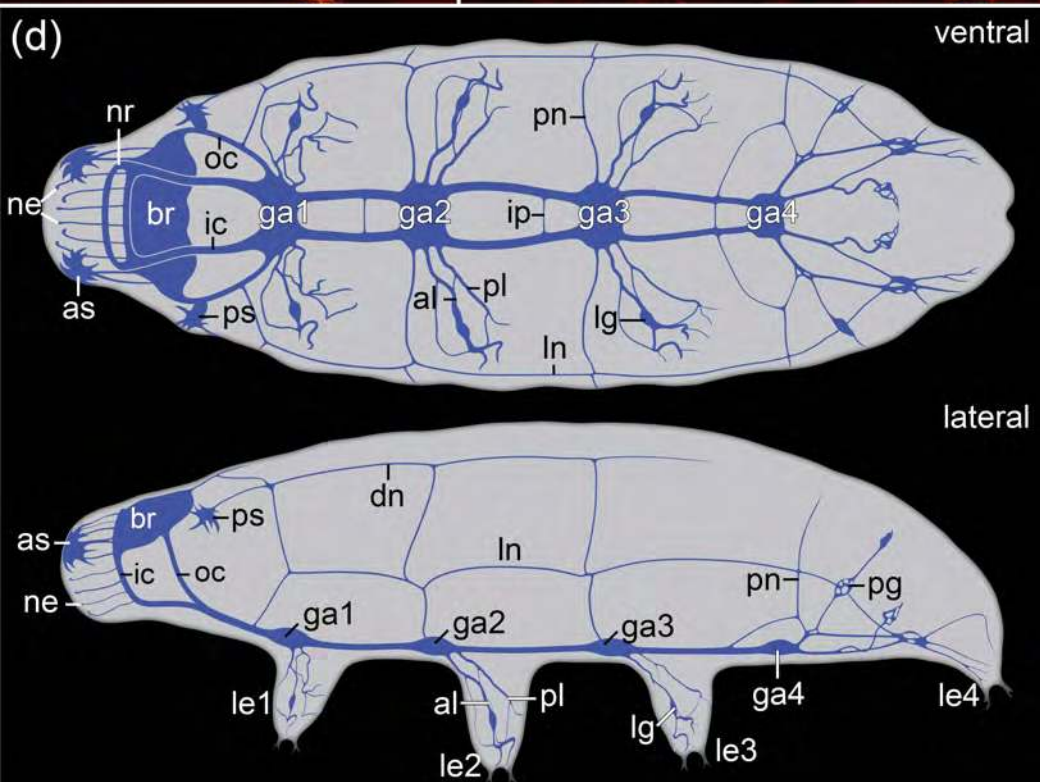 (d)
ventral
nr
oc
pn
ne
br
ic
ga1
ga2
ip
ga3
ga4
as
ps
al
pl
lg
ln
lateral
dn
br
ps
as
ln
ic
oc
pn
pg
ne
ga1
ga2
ga3
le1
al
pl
lg
ga4
le4
le2
le3